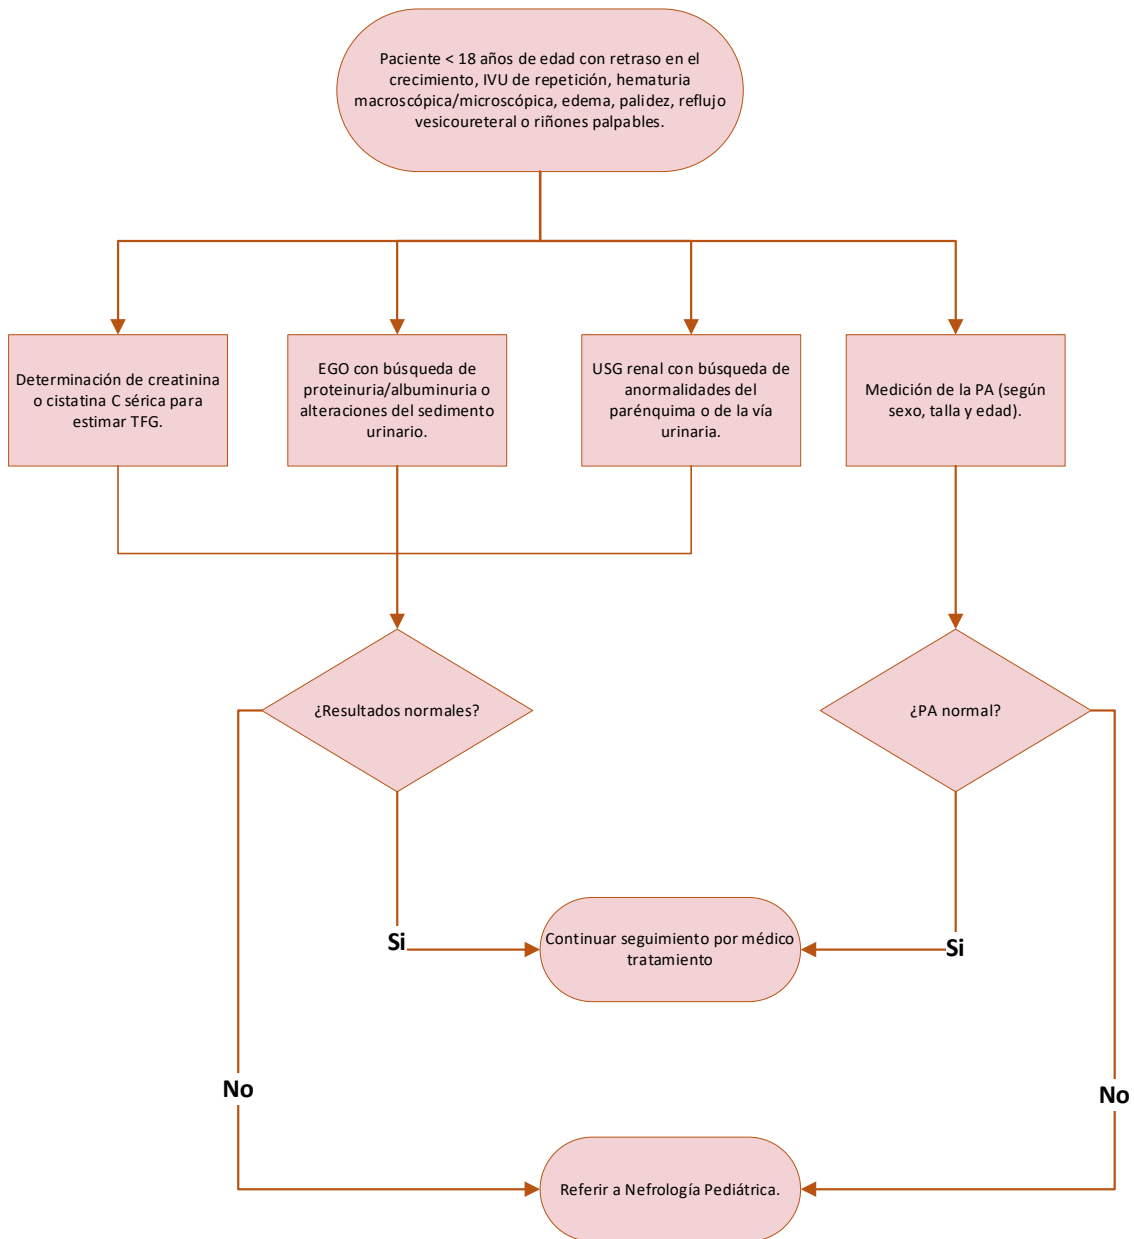 Paciente < 18 años de edad con retraso en el
crecimiento, IVU de repetición, hematuria
macroscópica/microscópica, edema, palidez, reflujo
vesicoureteral o riñones palpables.
Determinación de creatinina
o cistatina C sérica para
estimar TFG.
EGO con búsqueda de
proteinuria/albuminuria o
alteraciones del sedimento
urinario.
USG renal con búsqueda de
anormalidades del
parénquima o de la vía
urinaria.
Medición de la PA (según
sexo, talla y edad).
¿Resultados normales?
¿PA normal?
Si
Continuar seguimiento por médico
tratamiento
Si
No
No
Referir a Nefrología Pediátrica.